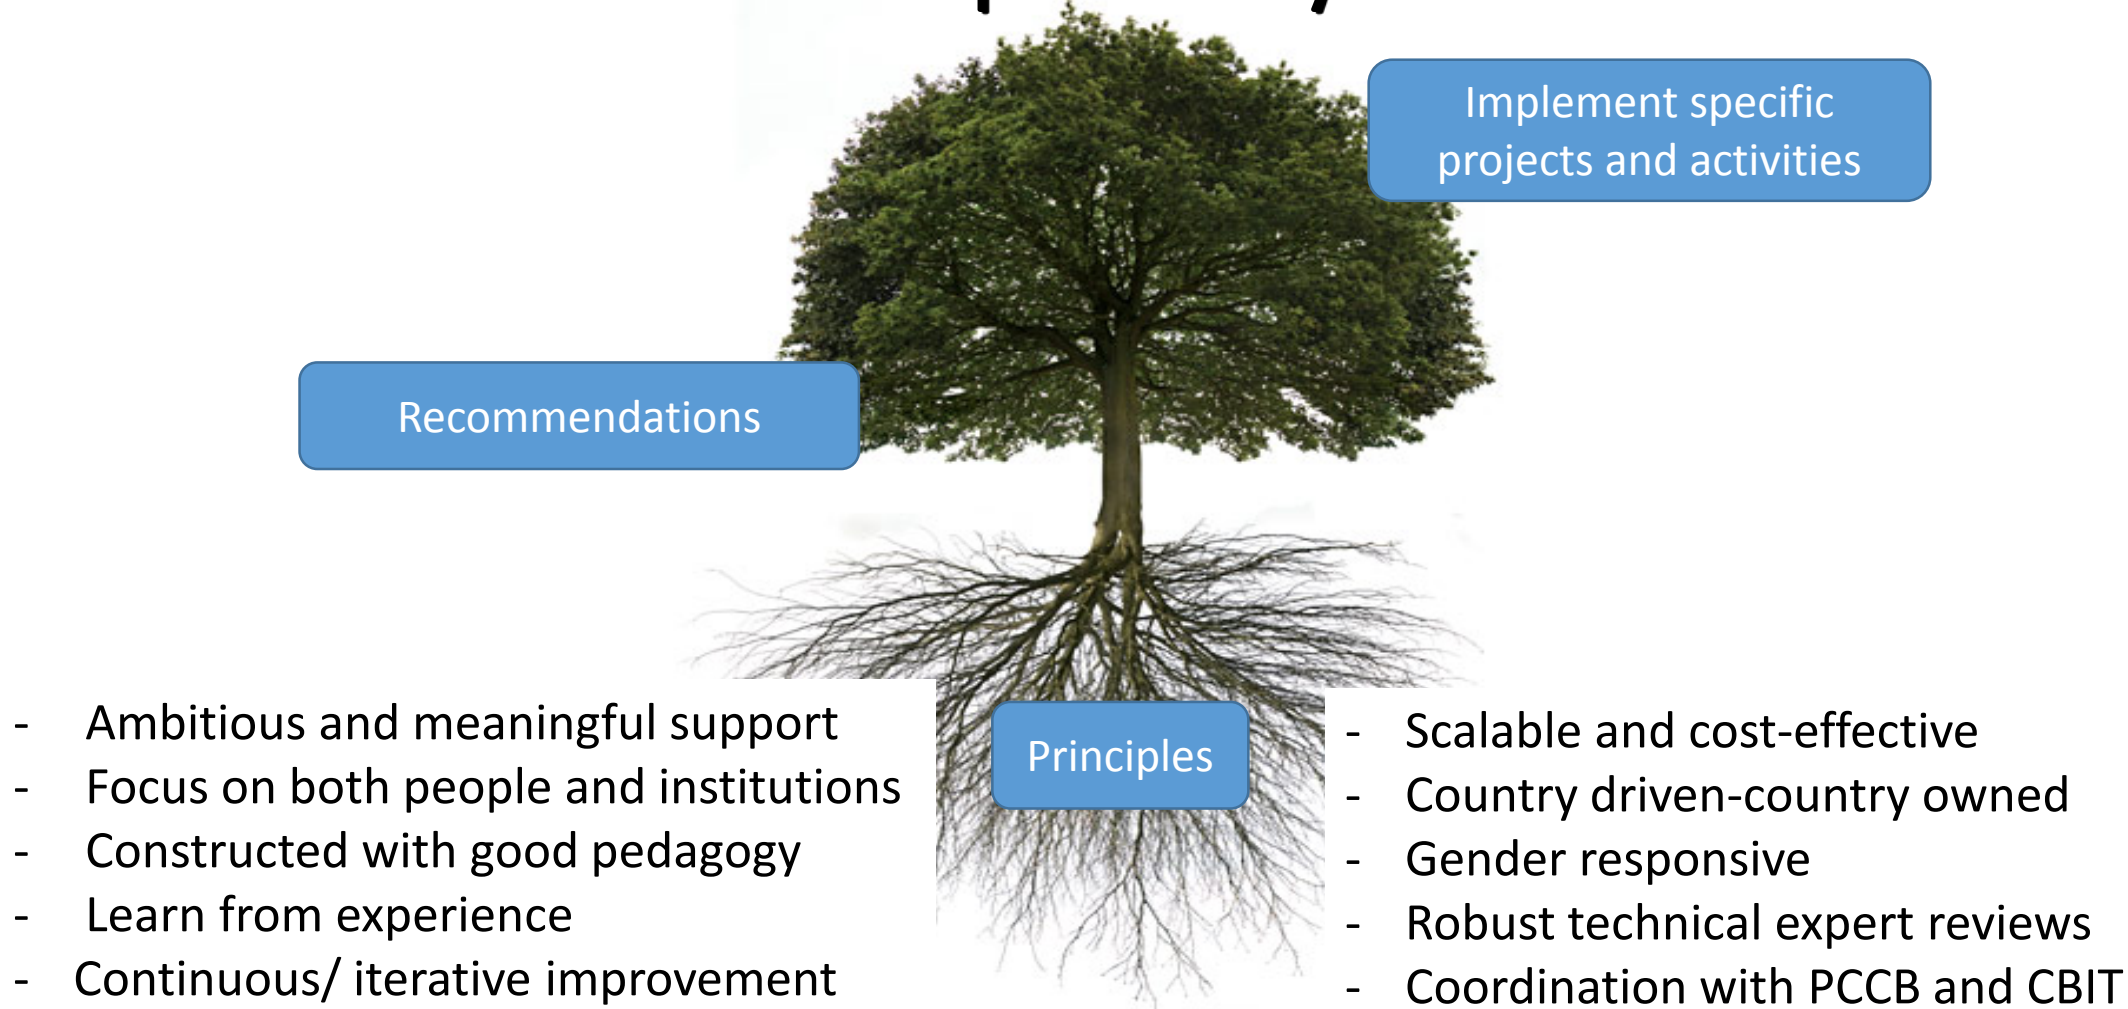 Implement specific
projects and activities
Recommendations
Principles
- Ambitious and meaningful support
- Focus on both people and institutions
- Constructed with good pedagogy
- Learn from experience
- Continuous/ iterative improvement
- Scalable and cost-effective
- Country driven-country owned
- Gender responsive
- Robust technical expert reviews
- Coordination with PCCB and CBIT